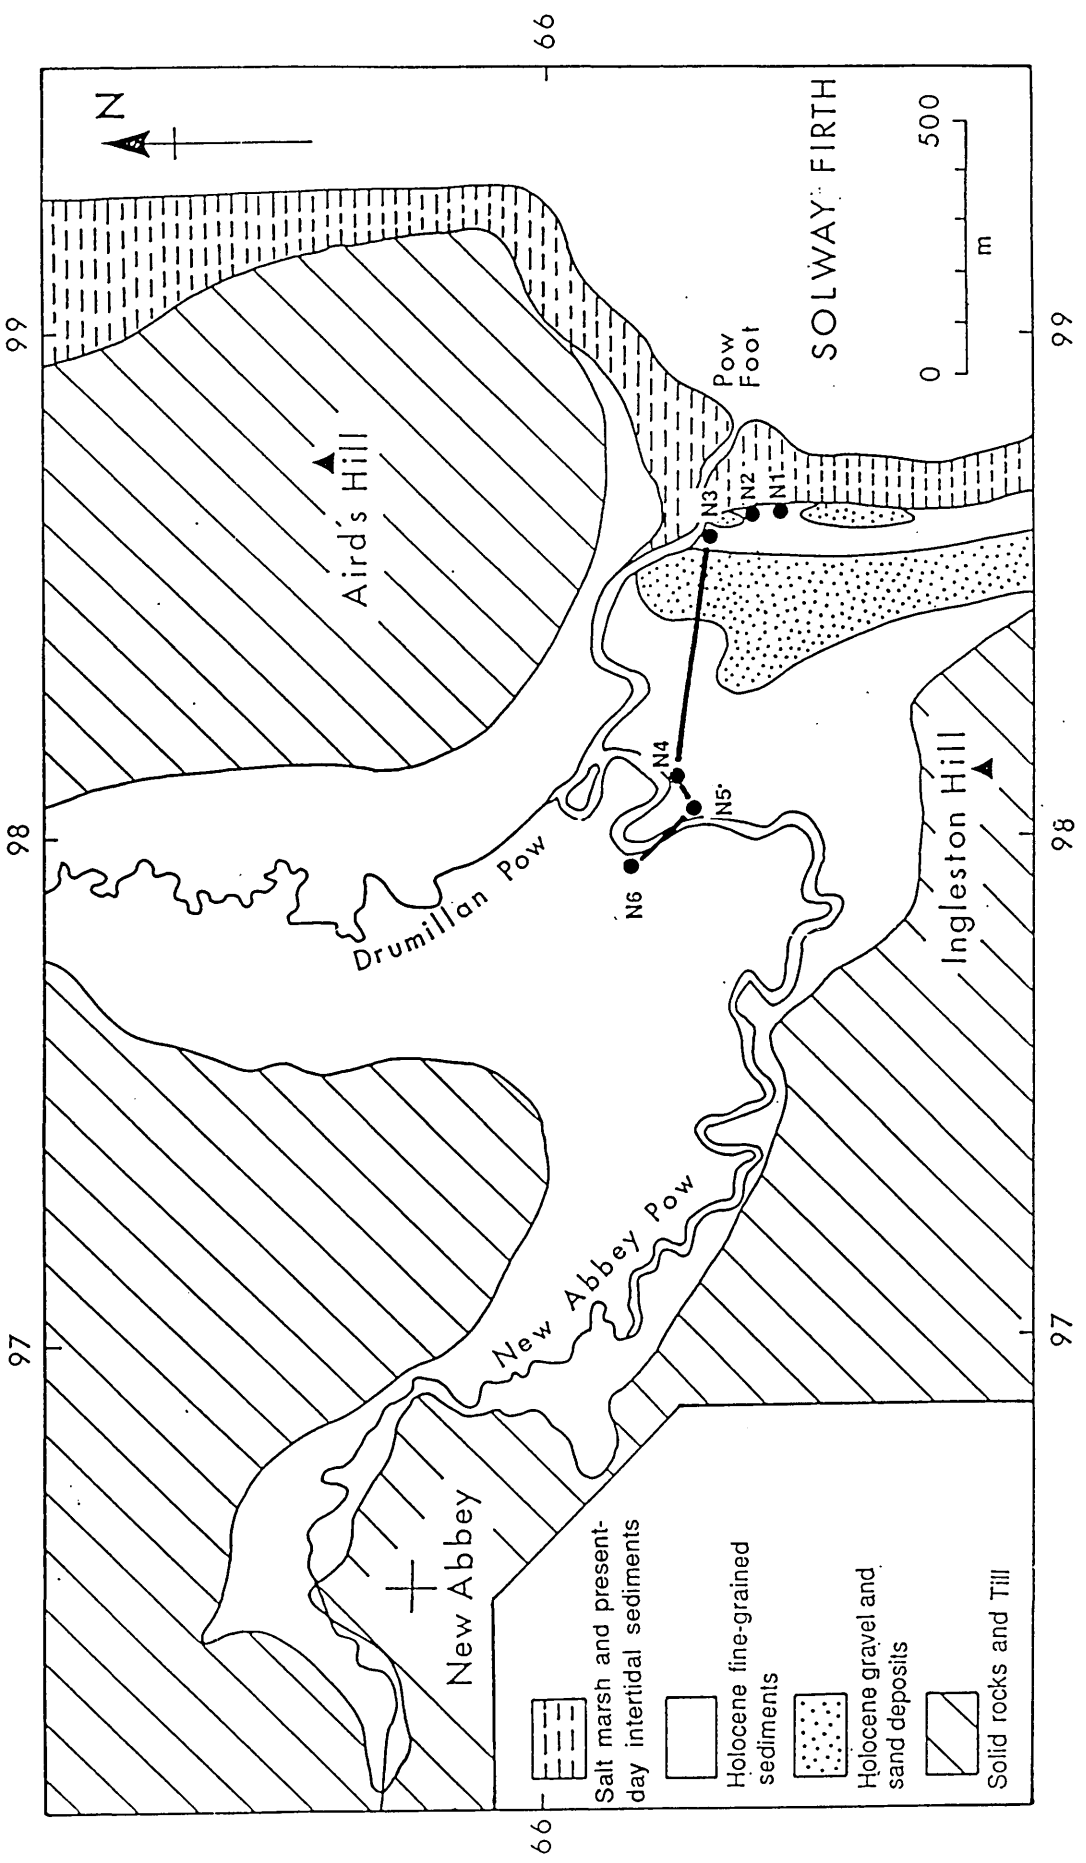 97
98
99
N
66
66
Aird's Hill
Drumillan Pow
New Abbey
New Abbey Pow
N6
N5
N4
N3
N2
N1
Pow
Foot
SOLWAY FIRTH
Ingleston Hill
0
500
m
Salt marsh and present-
day intertidal sediments
Holocene fine-grained
sediments
Holocene gravel and
sand deposits
Solid rocks and Till
97
98
99